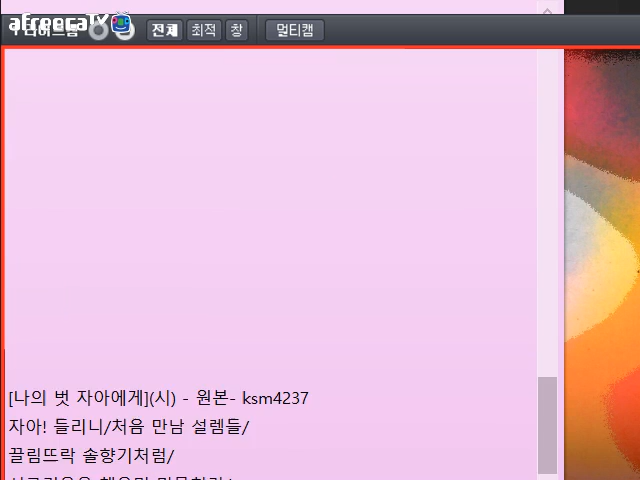 afreecaTV
전체 최적 창 멀티캠
[나의 벗 자아에게](시) - 원본- ksm4237
자아! 들리니/처음 만남 설렘들/
끌림뜨락 솔향기처럼/